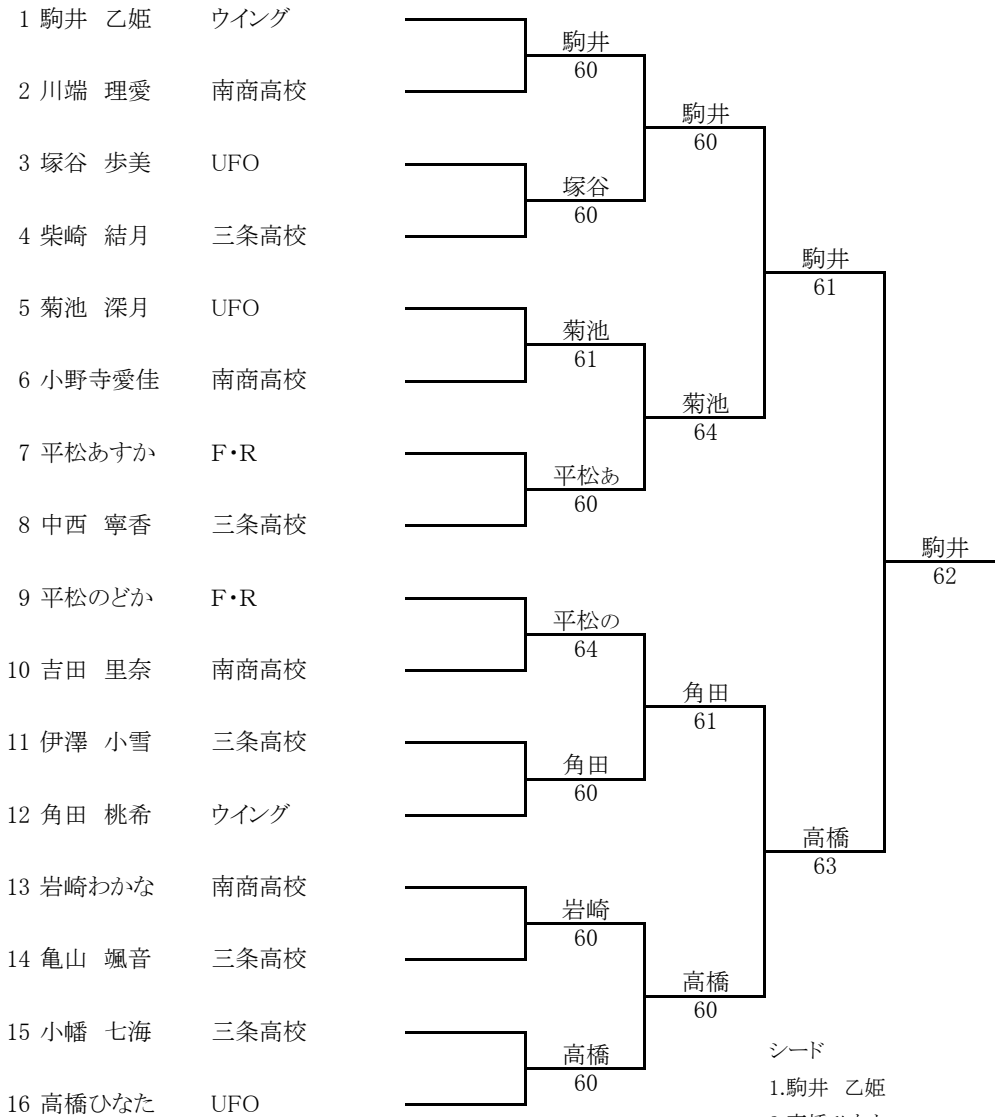 1 駒井　乙姫　ウイング
駒井
60
2 川端　理愛　南商高校
駒井
60
3 塚谷　歩美　UFO
塚谷
60
4 柴崎　結月　三条高校
駒井
61
5 菊池　深月　UFO
菊池
61
6 小野寺愛佳　南商高校
菊池
64
7 平松あすか　F・R
平松あ
60
8 中西　寧香　三条高校
駒井
62
9 平松のどか　F・R
平松の
64
10 吉田　里奈　南商高校
角田
61
11 伊澤　小雪　三条高校
角田
60
12 角田　桃希　ウイング
高橋
63
13 岩崎わかな　南商高校
岩崎
60
14 亀山　颯音　三条高校
高橋
60
15 小幡　七海　三条高校
高橋
60
16 高橋ひなた　UFO
シード
1.駒井　乙姫